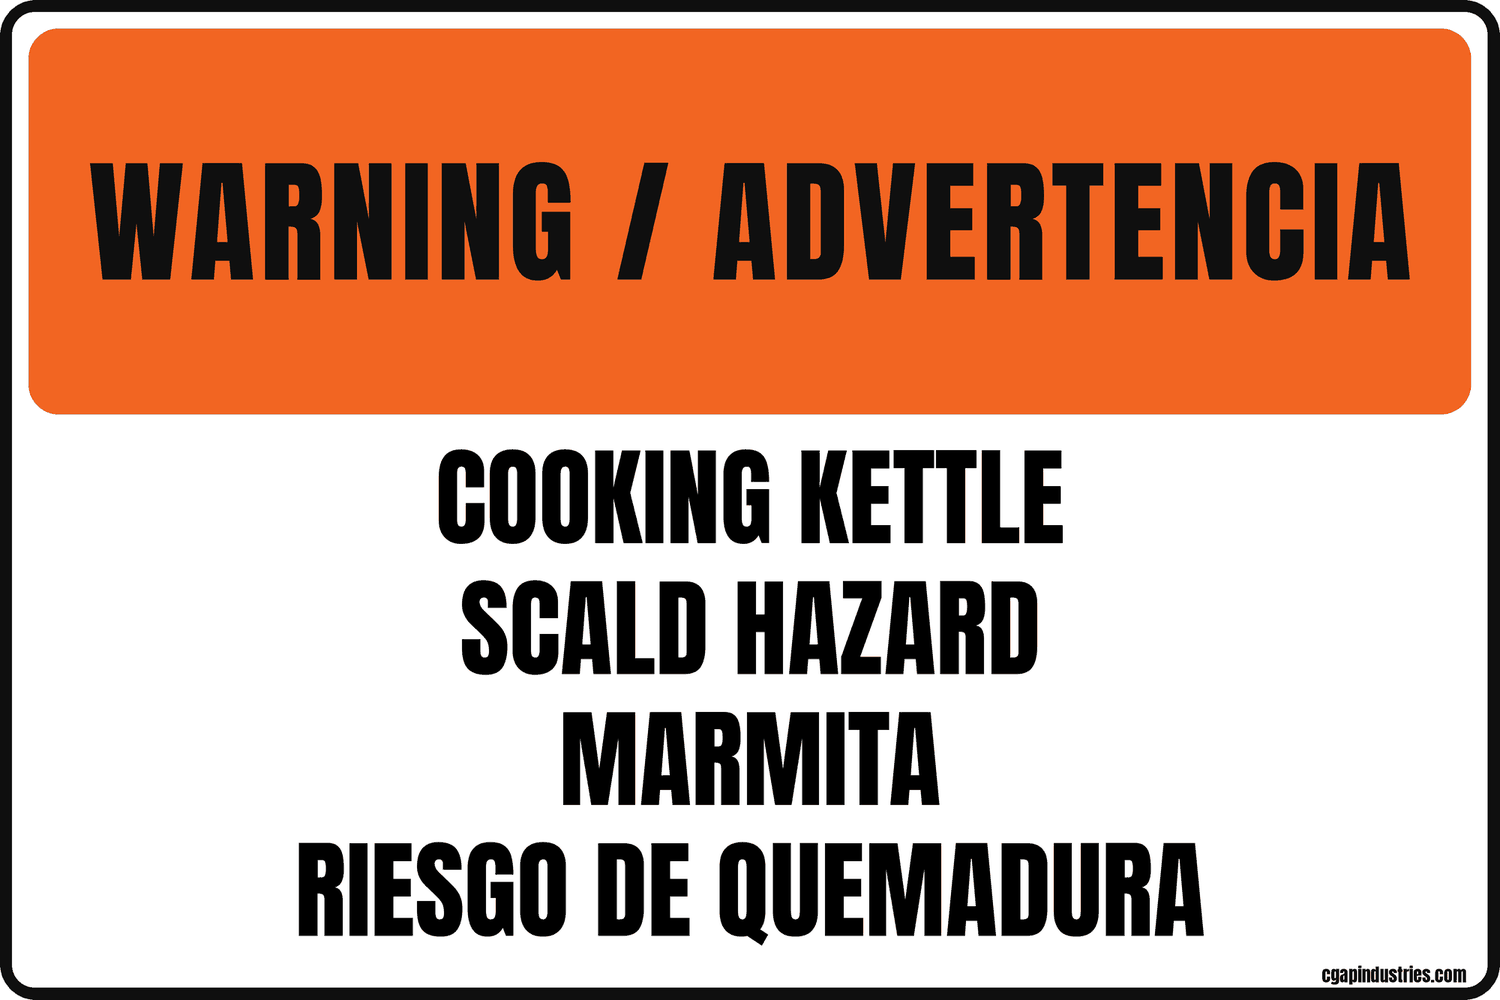 WARNING / ADVERTENCIA
COOKING KETTLE
SCALD HAZARD
MARMITA
RIESGO DE QUEMADURA
cgapindustries.com